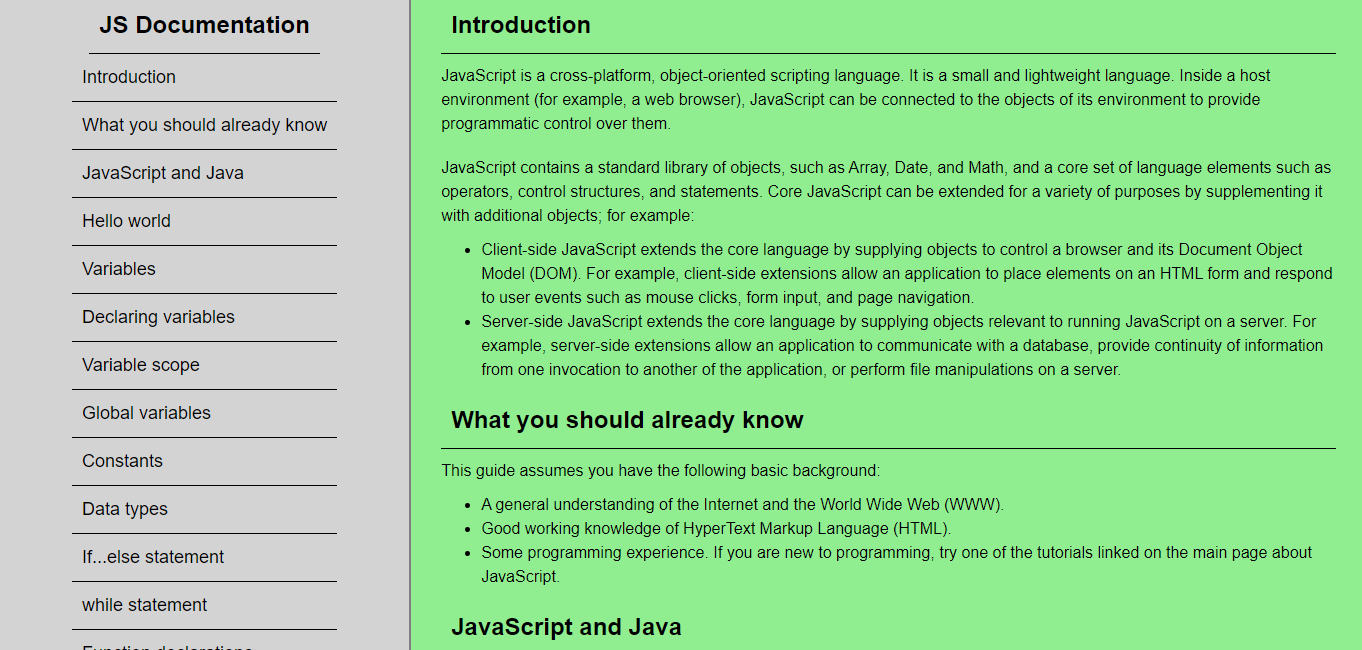 JS Documentation
Introduction
What you should already know
JavaScript and Java
Hello world
Variables
Declaring variables
Variable scope
Global variables
Constants
Data types
If...else statement
while statement
Function declarations
Introduction
JavaScript is a cross-platform, object-oriented scripting language. It is a small and lightweight language. Inside a host
environment (for example, a web browser), JavaScript can be connected to the objects of its environment to provide
programmatic control over them.
JavaScript contains a standard library of objects, such as Array, Date, and Math, and a core set of language elements such as
operators, control structures, and statements. Core JavaScript can be extended for a variety of purposes by supplementing it
with additional objects; for example:
• Client-side JavaScript extends the core language by supplying objects to control a browser and its Document Object
Model (DOM). For example, client-side extensions allow an application to place elements on an HTML form and respond
to user events such as mouse clicks, form input, and page navigation.
• Server-side JavaScript extends the core language by supplying objects relevant to running JavaScript on a server. For
example, server-side extensions allow an application to communicate with a database, provide continuity of information
from one invocation to another of the application, or perform file manipulations on a server.
What you should already know
This guide assumes you have the following basic background:
• A general understanding of the Internet and the World Wide Web (WWW).
• Good working knowledge of HyperText Markup Language (HTML).
• Some programming experience. If you are new to programming, try one of the tutorials linked on the main page about
JavaScript.
JavaScript and Java